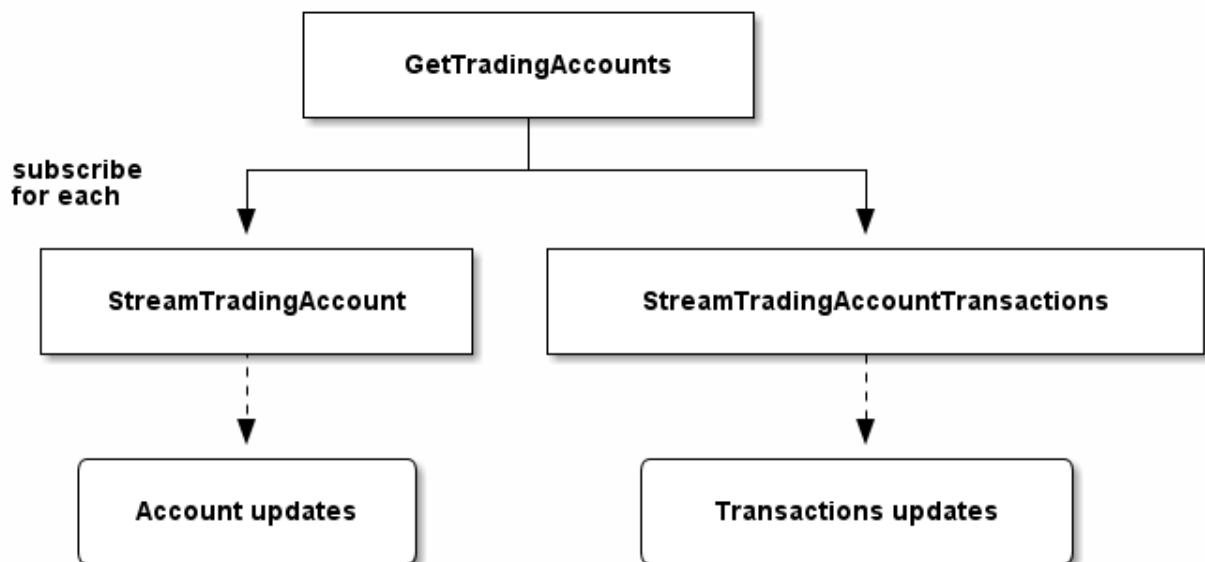 GetTradingAccounts
subscribe
for each
StreamTradingAccount
StreamTradingAccountTransactions
Account updates
Transactions updates